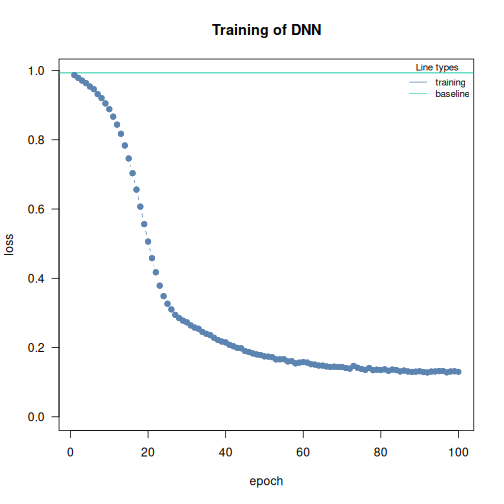 Training of DNN
Line types
training
baseline
loss
1.0
0.8
0.6
0.4
0.2
0.0
0 20 40 60 80 100
epoch